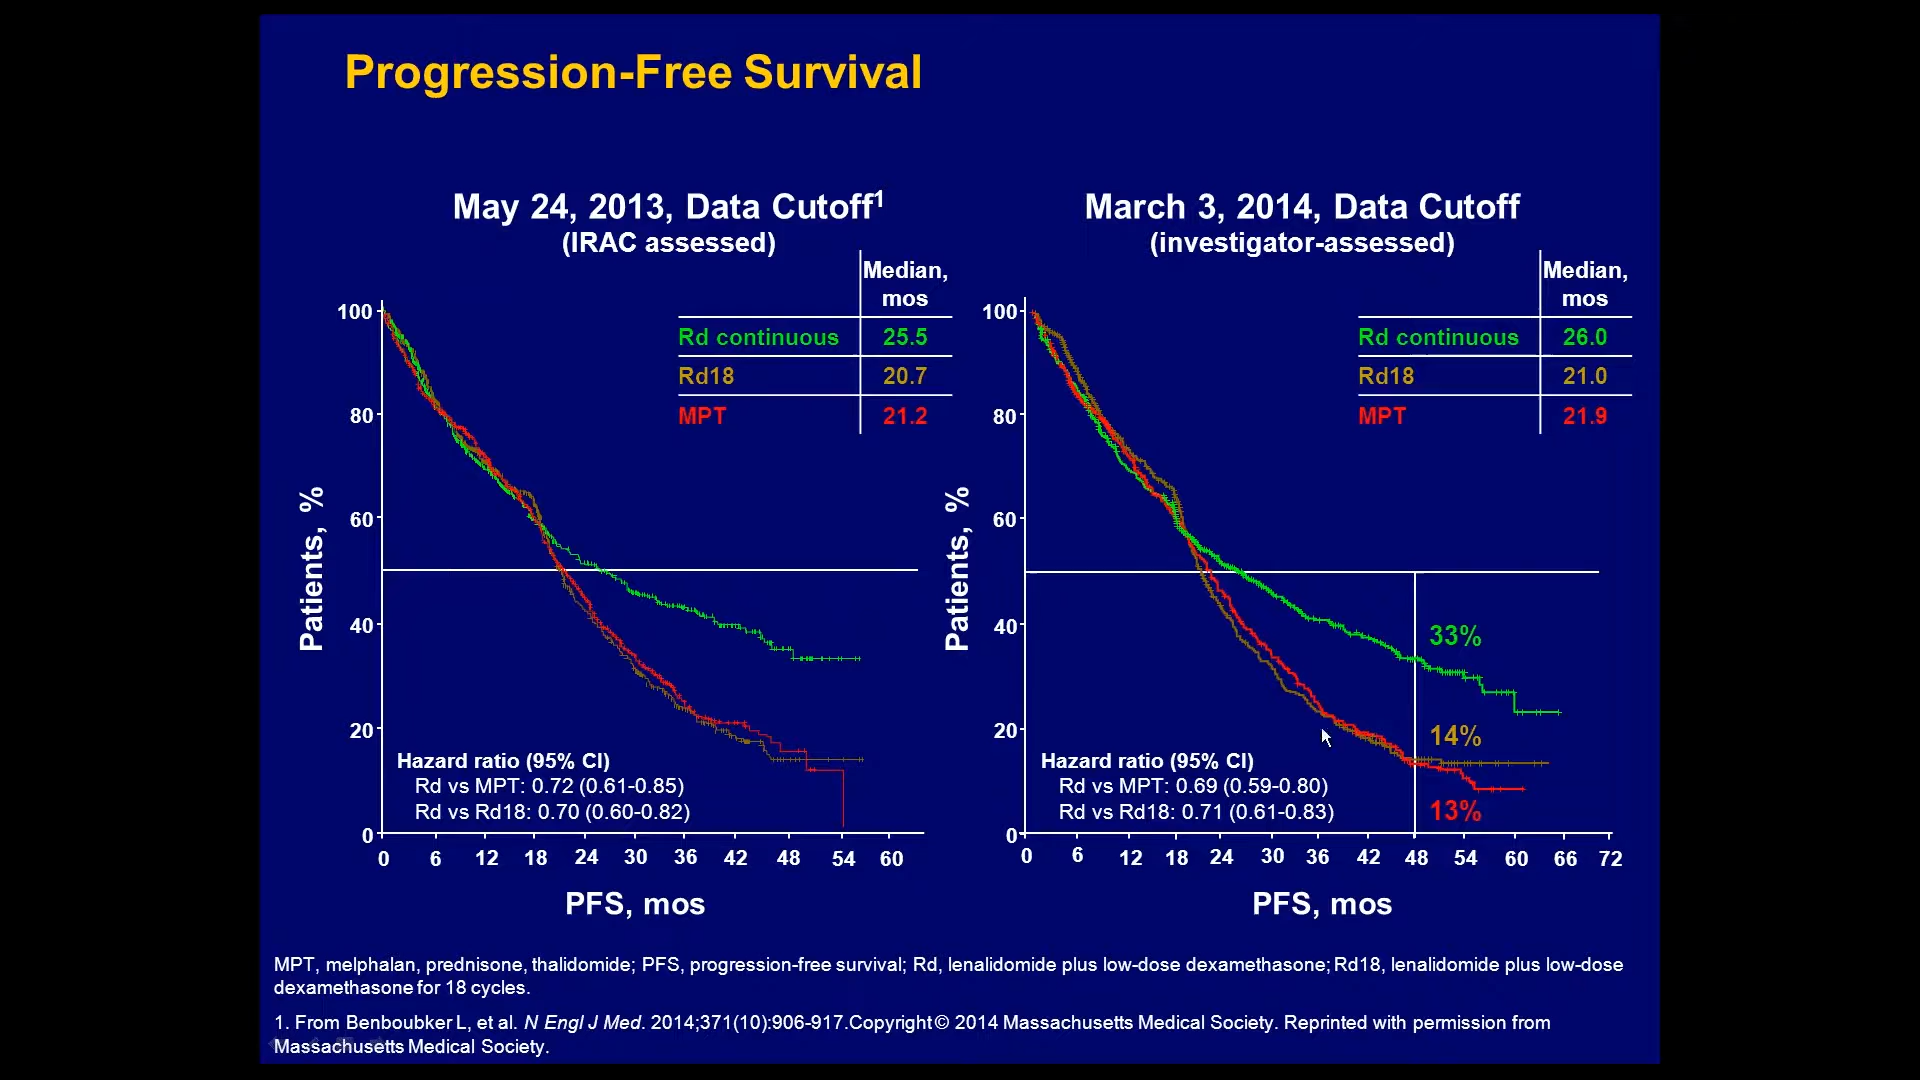 Progression-Free Survival
May 24, 2013, Data Cutoff1
(IRAC assessed)
Median,
mos
Rd continuous 25.5
Rd18 20.7
MPT 21.2
100
80
60
40
20
0
Patients, %
Hazard ratio (95% CI)
Rd vs MPT: 0.72 (0.61-0.85)
Rd vs Rd18: 0.70 (0.60-0.82)
0 6 12 18 24 30 36 42 48 54 60
PFS, mos
March 3, 2014, Data Cutoff
(investigator-assessed)
Median,
mos
Rd continuous 26.0
Rd18 21.0
MPT 21.9
100
80
60
40
20
0
Patients, %
33%
14%
13%
Hazard ratio (95% CI)
Rd vs MPT: 0.69 (0.59-0.80)
Rd vs Rd18: 0.71 (0.61-0.83)
0 6 12 18 24 30 36 42 48 54 60 66 72
PFS, mos
MPT, melphalan, prednisone, thalidomide; PFS, progression-free survival; Rd, lenalidomide plus low-dose dexamethasone; Rd18, lenalidomide plus low-dose
dexamethasone for 18 cycles.
1. From Benboubker L, et al. N Engl J Med. 2014;371(10):906-917.Copyright © 2014 Massachusetts Medical Society. Reprinted with permission from
Massachusetts Medical Society.